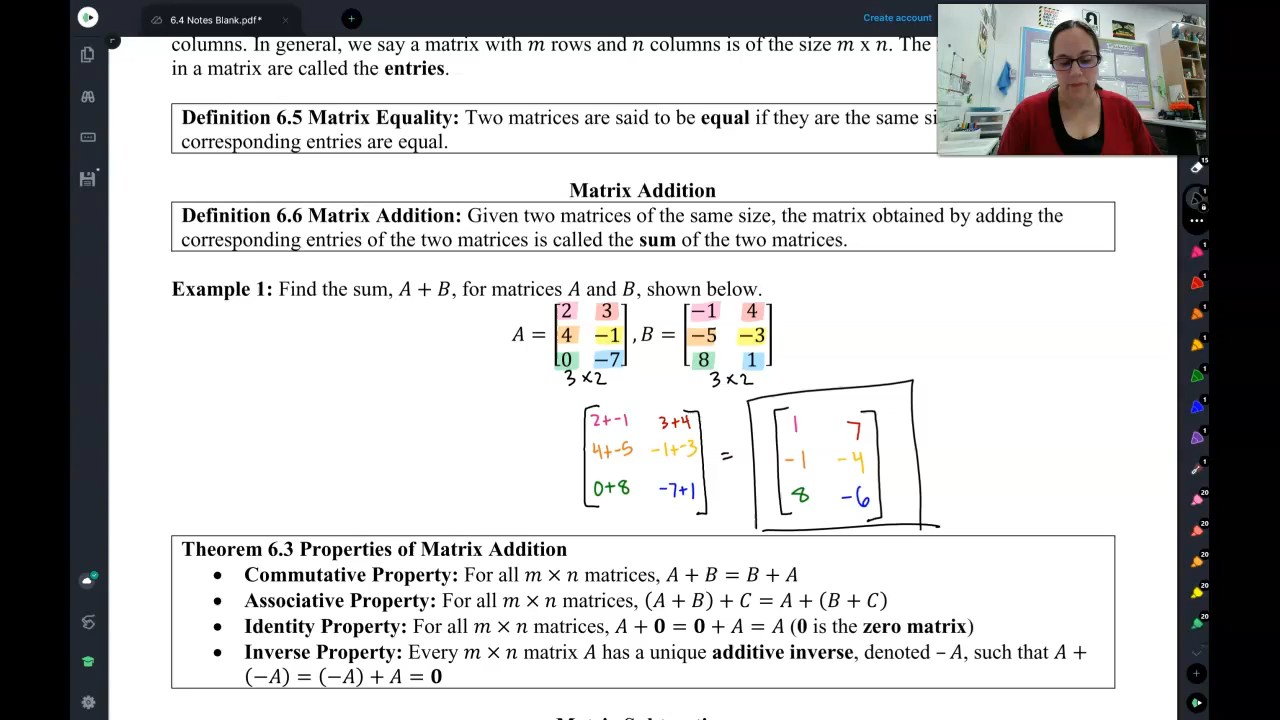 6.4 Notes Blank.pdf*
Create account
columns. In general, we say a matrix with m rows and n columns is of the size m x n. The
in a matrix are called the entries.
Definition 6.5 Matrix Equality: Two matrices are said to be equal if they are the same si
corresponding entries are equal.
Matrix Addition
Definition 6.6 Matrix Addition: Given two matrices of the same size, the matrix obtained by adding the
corresponding entries of the two matrices is called the sum of the two matrices.
Example 1: Find the sum, A + B, for matrices A and B, shown below.
2 3 −1 4
A = 4 −1 , B = −5 −3
0 −7 8 1
3 × 2 3 × 2
2+-1 3+4 1 7
4+-5 -1+-3 = -1 -4
0+8 -7+1 8 -6
Theorem 6.3 Properties of Matrix Addition
• Commutative Property: For all m × n matrices, A + B = B + A
• Associative Property: For all m × n matrices, (A + B) + C = A + (B + C)
• Identity Property: For all m × n matrices, A + 0 = 0 + A = A (0 is the zero matrix)
• Inverse Property: Every m × n matrix A has a unique additive inverse, denoted – A, such that A +
(−A) = (−A) + A = 0